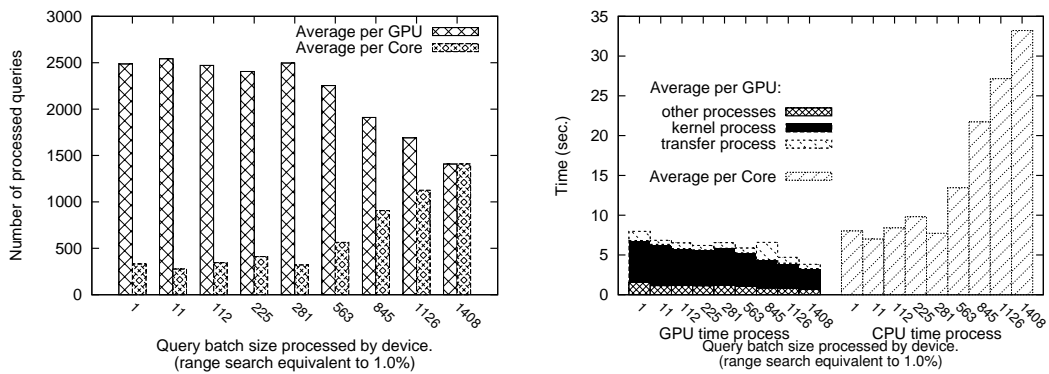 3000
2500
2000
1500
1000
500
0
Number of processed queries
Average per GPU
Average per Core
1
11
112
225
281
563
845
1126
1408
Query batch size processed by device.
(range search equivalent to 1.0%)
35
30
25
20
15
10
5
0
Time (sec.)
Average per GPU:
other processes
kernel process
transfer process
Average per Core
1
11
112
225
281
563
845
1126
1408
1
11
112
225
281
563
845
1126
1408
GPU time process
CPU time process
Query batch size processed by device.
(range search equivalent to 1.0%)